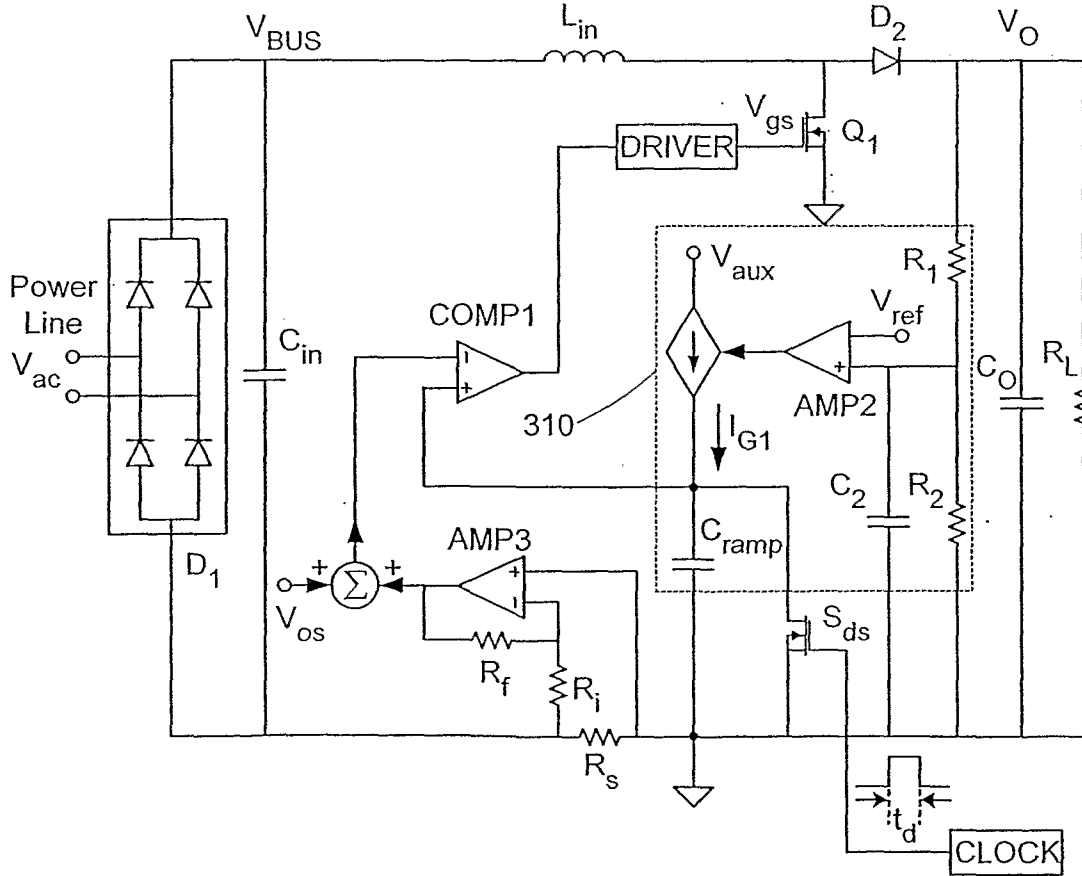 V_BUS
L_in
D_2
V_O
V_gs
Q_1
DRIVER
Power
Line
V_ac
C_in
COMP1
-
+
V_aux
V_ref
R_1
+
AMP2
C_O
R_L
310
I_G1
C_2
R_2
C_ramp
AMP3
+
-
D_1
+
+
Σ
V_os
R_f
R_i
S_ds
R_s
t_d
CLOCK